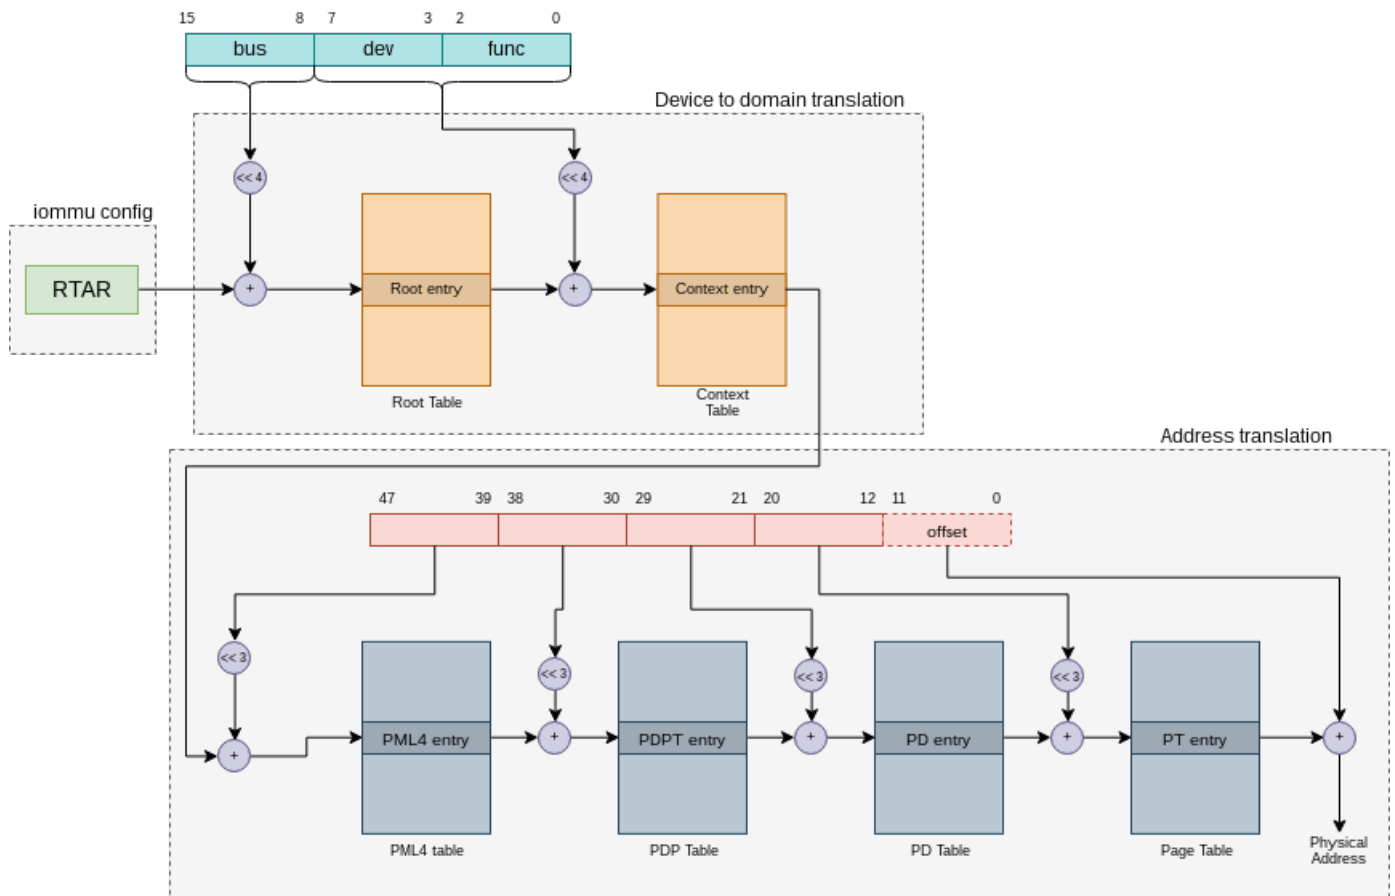 15 8 7 3 2 0
bus dev func
Device to domain translation
<< 4 << 4
iommu config
RTAR
+ Root entry + Context entry
Root Table
Context
Table
Address translation
47 39 38 30 29 21 20 12 11 0
offset
<< 3 << 3 << 3 << 3
+ PML4 entry + PDPT entry + PD entry + PT entry +
PML4 table PDP Table PD Table Page Table
Physical
Address